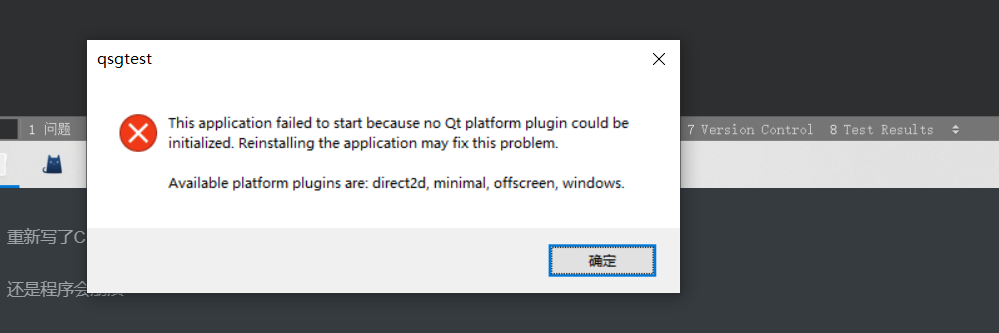 qsgtest
This application failed to start because no Qt platform plugin could be
initialized. Reinstalling the application may fix this problem.
Available platform plugins are: direct2d, minimal, offscreen, windows.
确定
1 问题
7 Version Control 8 Test Results
重新写了C
还是程序会